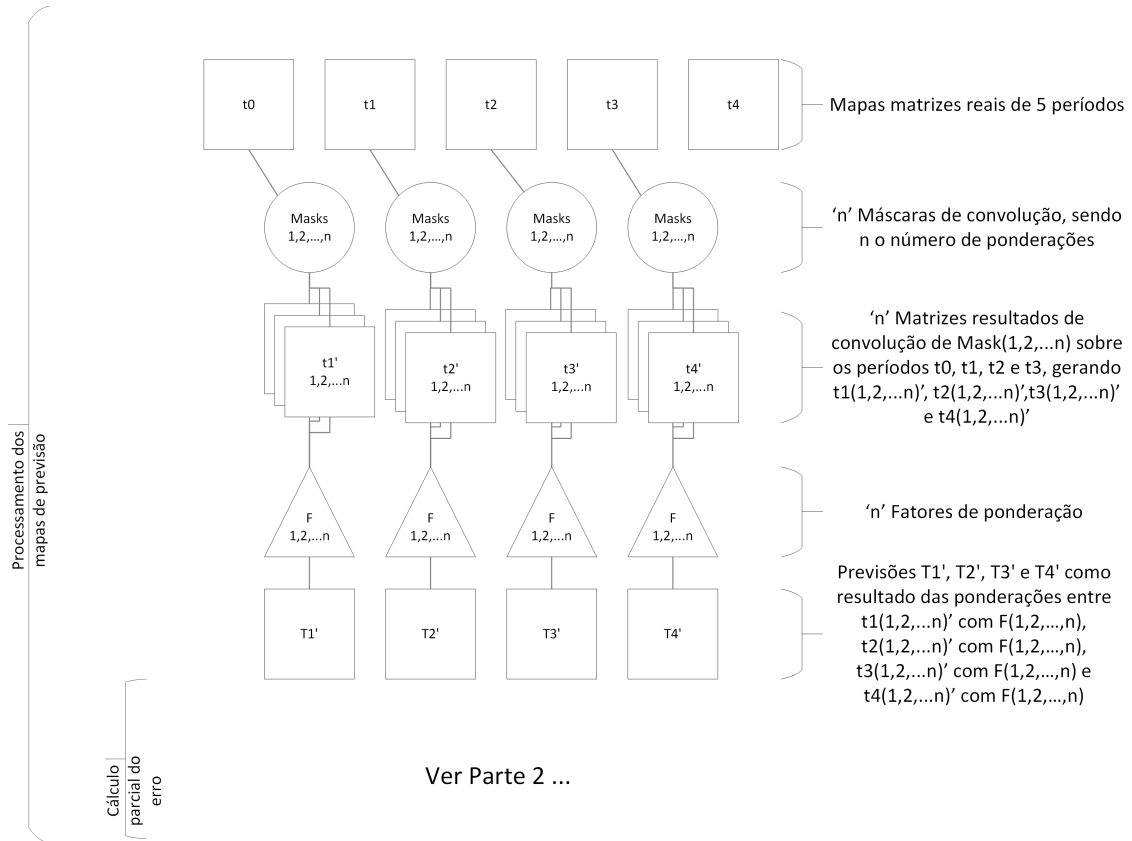 t0
t1
t2
t3
t4
Mapas matrizes reais de 5 períodos
Masks
1,2,...,n
Masks
1,2,...,n
Masks
1,2,...,n
Masks
1,2,...,n
‘n’ Máscaras de convolução, sendo
n o número de ponderações
t1'
1,2,...n
t2'
1,2,...n
t3'
1,2,...n
t4'
1,2,...n
‘n’ Matrizes resultados de
convolução de Mask(1,2,...n) sobre
os períodos t0, t1, t2 e t3, gerando
t1(1,2,...n)’, t2(1,2,...n)’,t3(1,2,...n)’
e t4(1,2,...n)’
F
1,2,...n
F
1,2,...n
F
1,2,...n
F
1,2,...n
‘n’ Fatores de ponderação
T1'
T2'
T3'
T4'
Previsões T1', T2', T3' e T4' como
resultado das ponderações entre
t1(1,2,...n)’ com F(1,2,...,n),
t2(1,2,...n)’ com F(1,2,...,n),
t3(1,2,...n)’ com F(1,2,...,n) e
t4(1,2,...n)’ com F(1,2,...,n)
Processamento dos
mapas de previsão
Cálculo
parcial do
erro
Ver Parte 2 ...